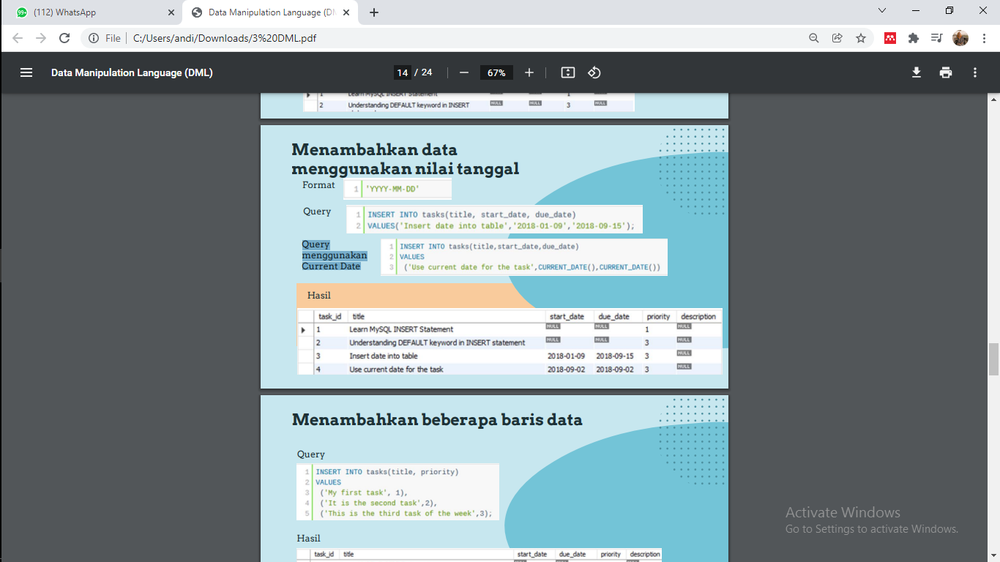 99+
(112) WhatsApp
Data Manipulation Language (DM
File
C:/Users/andi/Downloads/3%20DML.pdf
Data Manipulation Language (DML)
14 / 24
67%
1 Learn MySQL INSERT Statement 1
2 Understanding DEFAULT keyword in INSERT NULL NULL 3 NULL
Menambahkan data
menggunakan nilai tanggal
Format
1 'YYYY-MM-DD'
Query
1 INSERT INTO tasks(title, start_date, due_date)
2 VALUES('Insert date into table','2018-01-09','2018-09-15');
Query
menggunakan
Current Date
1 INSERT INTO tasks(title,start_date,due_date)
2 VALUES
3 ('Use current date for the task',CURRENT_DATE(),CURRENT_DATE())
Hasil
task_id title start_date due_date priority description
1 Learn MySQL INSERT Statement NULL NULL 1 NULL
2 Understanding DEFAULT keyword in INSERT statement NULL NULL 3 NULL
3 Insert date into table 2018-01-09 2018-09-15 3 NULL
4 Use current date for the task 2018-09-02 2018-09-02 3 NULL
Menambahkan beberapa baris data
Query
1 INSERT INTO tasks(title, priority)
2 VALUES
3 ('My first task', 1),
4 ('It is the second task',2),
5 ('This is the third task of the week',3);
Hasil
task_id title start_date due_date priority description
Activate Windows
Go to Settings to activate Windows.